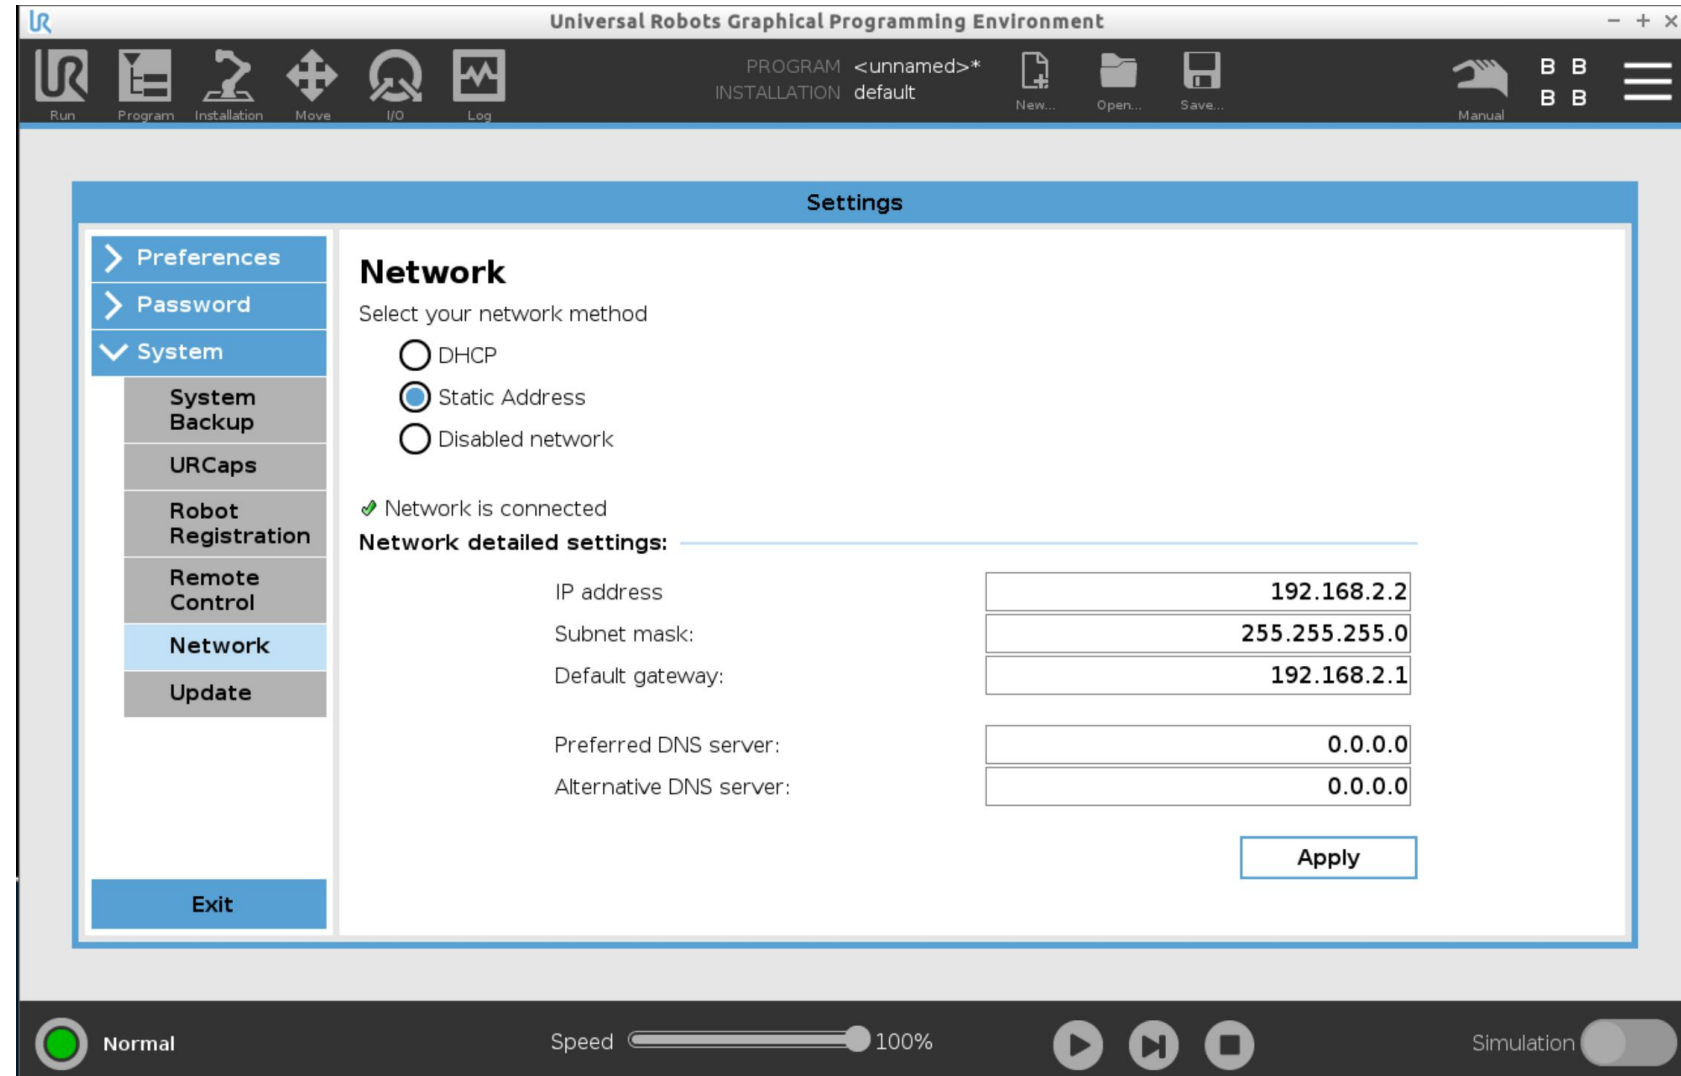 UR
Universal Robots Graphical Programming Environment
UR
Run
Program
Installation
Move
I/O
Log
PROGRAM <unnamed>*
INSTALLATION default
New...
Open...
Save...
Manual
B B
B B
Settings
Preferences
Password
System
System
Backup
URCaps
Robot
Registration
Remote
Control
Network
Update
Exit
Network
Select your network method
DHCP
Static Address
Disabled network
Network is connected
Network detailed settings:
IP address 192.168.2.2
Subnet mask: 255.255.255.0
Default gateway: 192.168.2.1
Preferred DNS server: 0.0.0.0
Alternative DNS server: 0.0.0.0
Apply
Normal
Speed 100%
Simulation